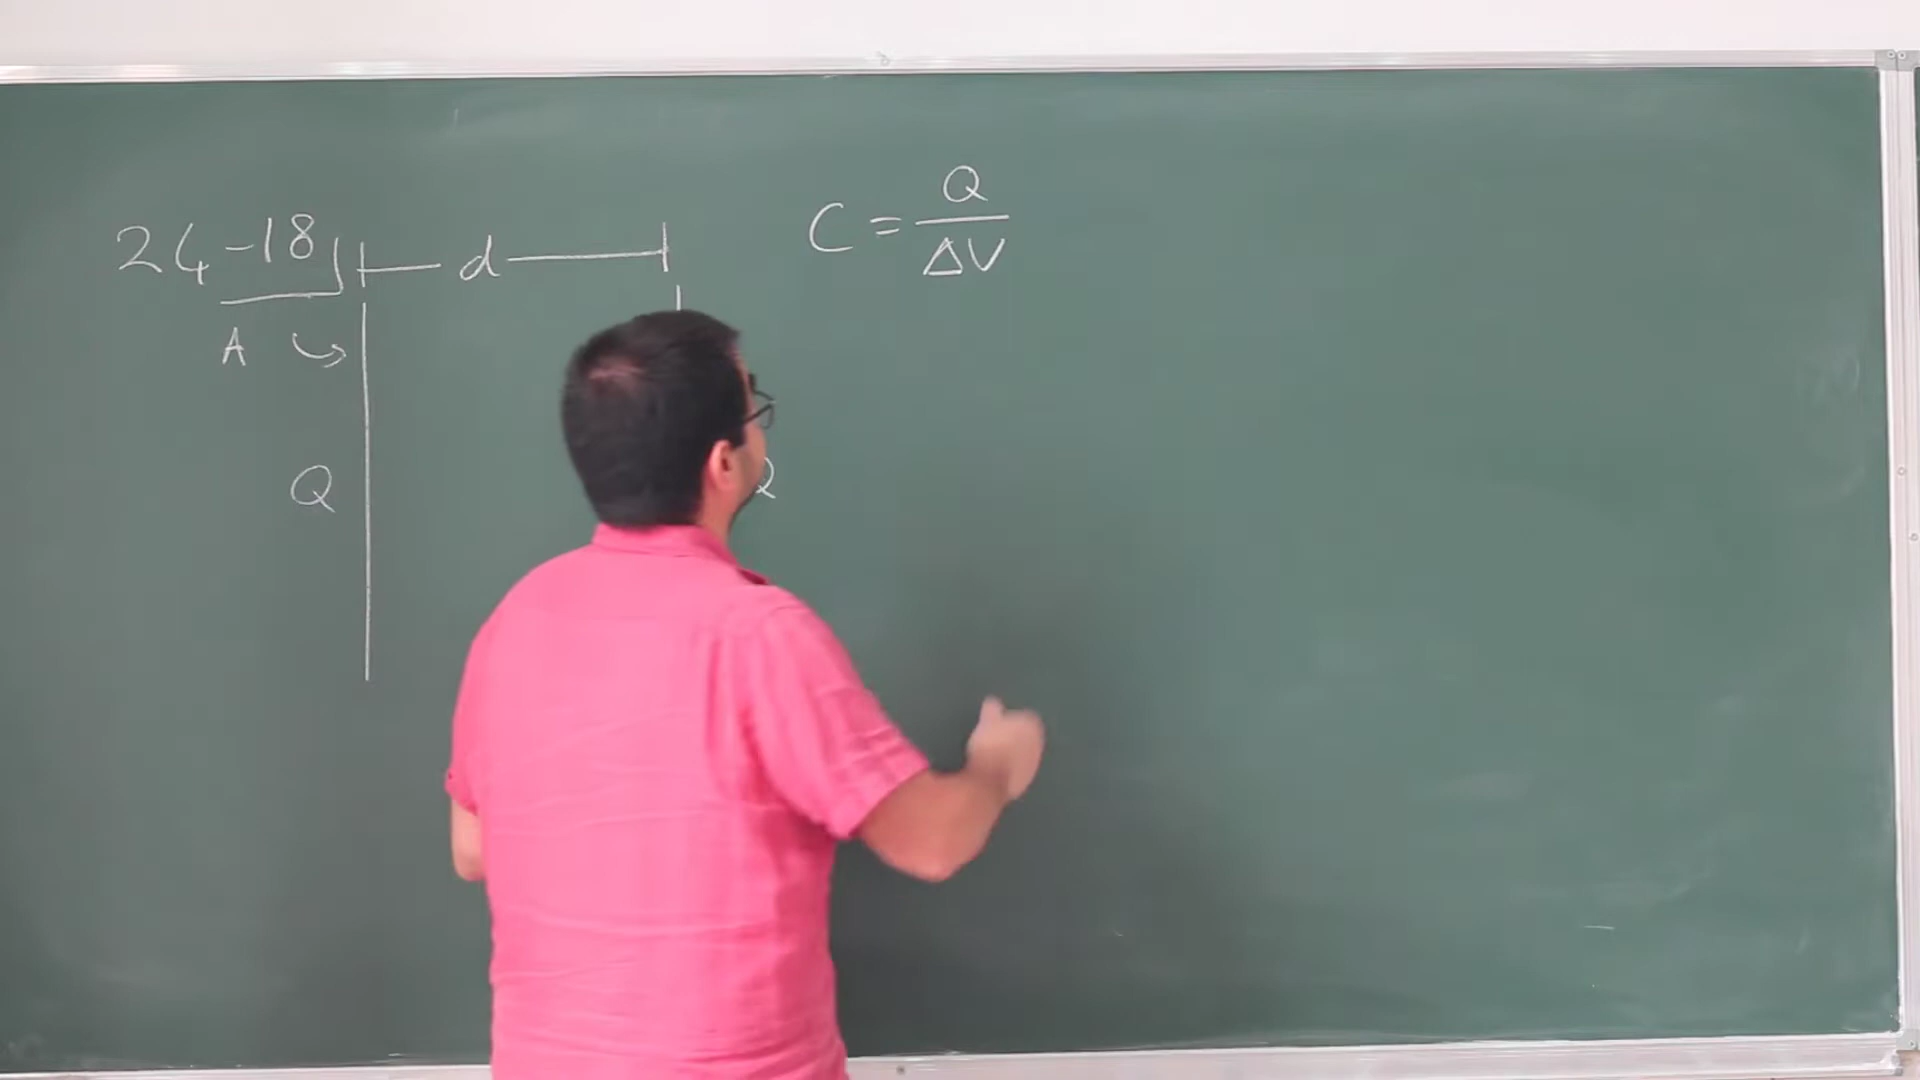 24-18
d
C = Q / ΔV
A
Q
Q